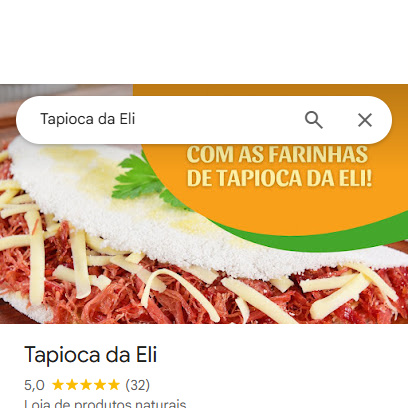 Tapioca da Eli
COM AS FARINHAS
DE TAPIOCA DA ELI!
Tapioca da Eli
5,0 (32)
Loja de produtos naturais